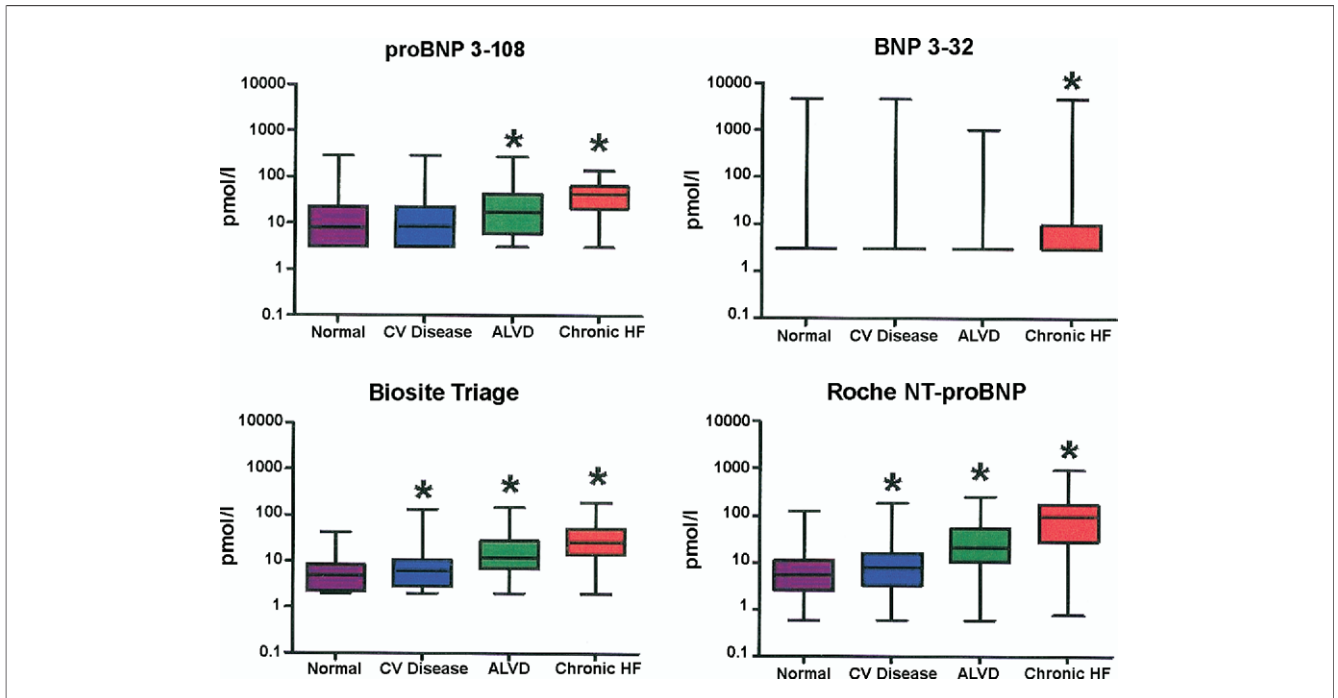 proBNP 3-108
pmol/l
10000
1000
100
10
1
0.1
*
*
Normal CV Disease ALVD Chronic HF
BNP 3-32
pmol/l
10000
1000
100
10
1
0.1
*
Normal CV Disease ALVD Chronic HF
Biosite Triage
pmol/l
10000
1000
100
10
1
0.1
*
*
*
Normal CV Disease ALVD Chronic HF
Roche NT-proBNP
pmol/l
10000
1000
100
10
1
0.1
*
*
*
Normal CV Disease ALVD Chronic HF